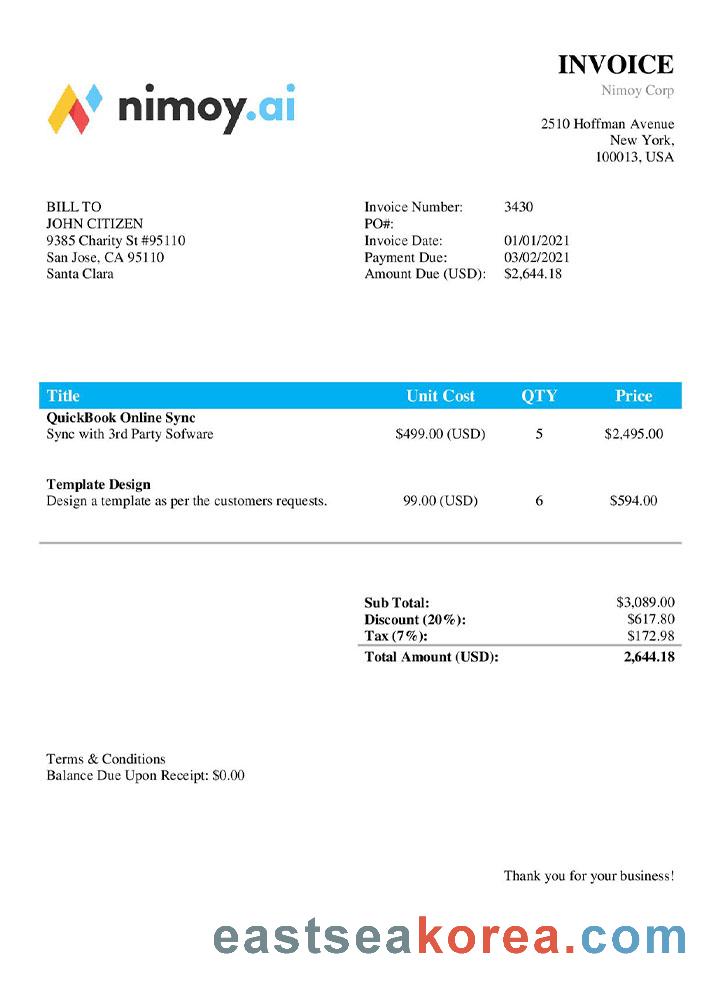 INVOICE
Nimoy Corp
nimoy.ai
2510 Hoffman Avenue
New York,
100013, USA
BILL TO
JOHN CITIZEN
9385 Charity St #95110
San Jose, CA 95110
Santa Clara
Invoice Number: 3430
PO#:
Invoice Date: 01/01/2021
Payment Due: 03/02/2021
Amount Due (USD): $2,644.18
Title Unit Cost QTY Price
QuickBook Online Sync
Sync with 3rd Party Sofware $499.00 (USD) 5 $2,495.00
Template Design
Design a template as per the customers requests. 99.00 (USD) 6 $594.00
Sub Total: $3,089.00
Discount (20%): $617.80
Tax (7%): $172.98
Total Amount (USD): 2,644.18
Terms & Conditions
Balance Due Upon Receipt: $0.00
Thank you for your business!
eastseakorea.com